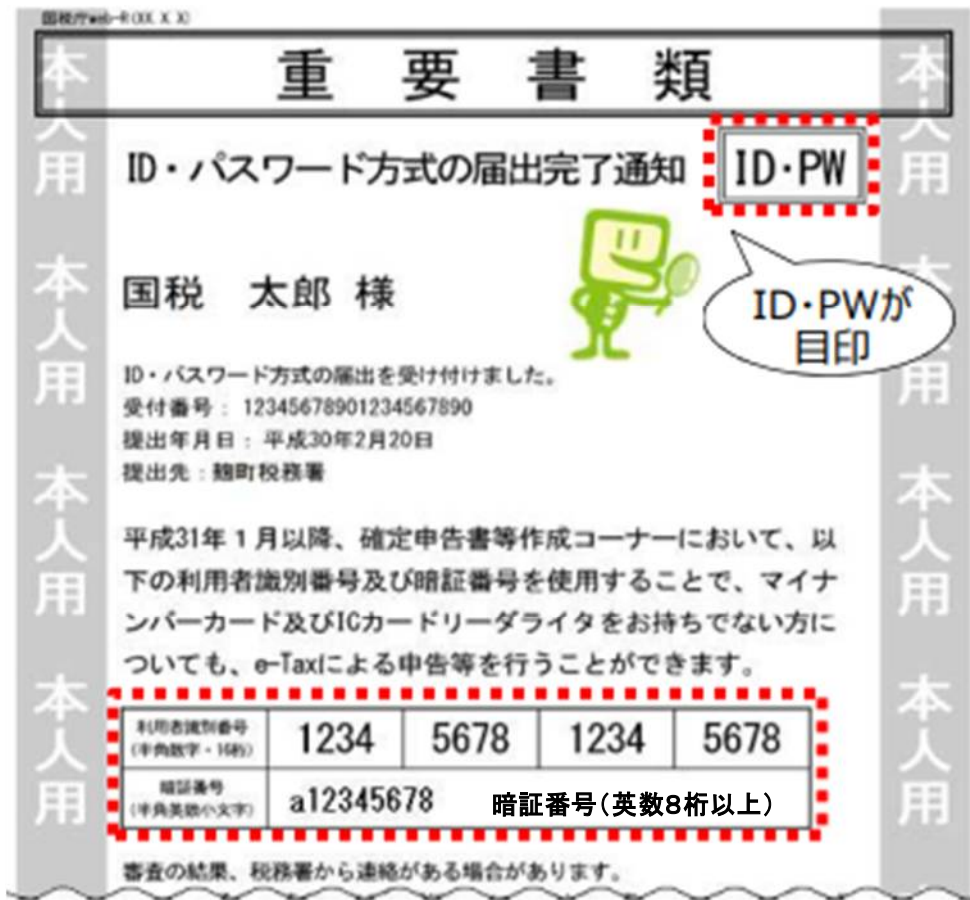 国税庁web-R(XX.X.X)
重要書類
ID・パスワード方式の届出完了通知
ID・PW
ID・PWが
目印
国税 太郎 様
ID・パスワード方式の届出を受け付けました。
受付番号：12345678901234567890
提出年月日：平成30年2月20日
提出先：麹町税務署
平成31年1月以降、確定申告書等作成コーナーにおいて、以
下の利用者識別番号及び暗証番号を使用することで、マイナ
ンバーカード及びICカードリーダライタをお持ちでない方に
ついても、e-Taxによる申告等を行うことができます。
利用者識別番号
(半角数字・16桁)
1234 5678 1234 5678
暗証番号
(半角英数小文字)
a12345678 暗証番号(英数8桁以上)
審査の結果、税務署から連絡がある場合があります。
本人用
本人用
本人用
本人用
本人用
本人用
本人用
本人用